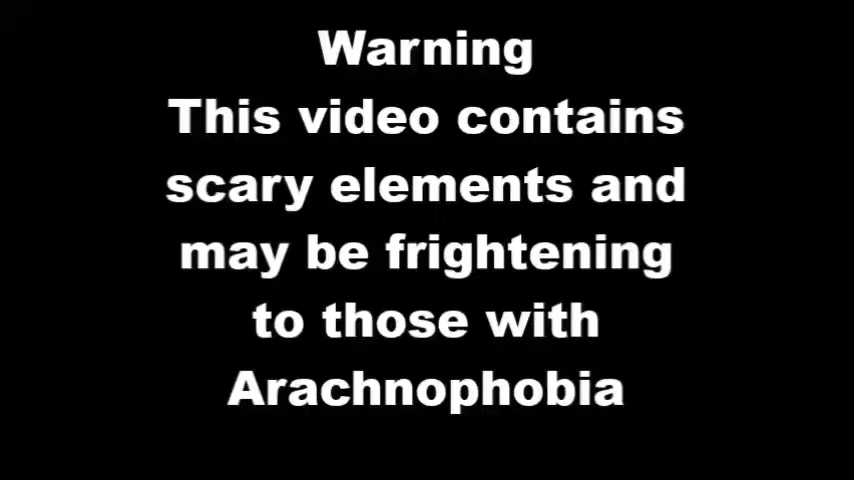 Warning
This video contains
scary elements and
may be frightening
to those with
Arachnophobia